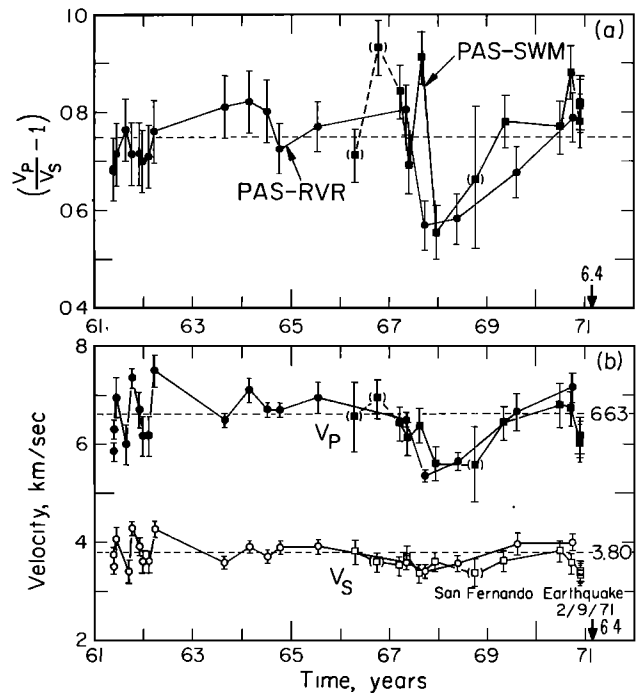 10
(a)
PAS-SWM
08
(VP/VS - 1)
PAS-RVR
06
6.4
04
61 63 65 67 69 71
8
(b)
663
6
VP
Velocity, km/sec
4
3.80
VS
San Fernando Earthquake
2/9/71
6 4
2
61 63 65 67 69 71
Time, years